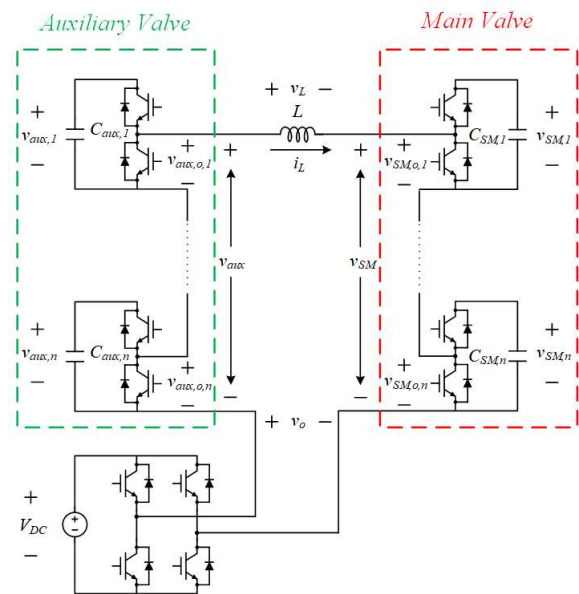 Auxiliary Valve
Main Valve
+ v_L −
L
i_L
+ v_aux,1 −
C_aux,1
+ v_aux,o,1 −
+ v_aux −
+ v_SM −
+ v_SM,o,1 −
C_SM,1
+ v_SM,1 −
+ v_aux,n −
C_aux,n
+ v_aux,o,n −
+ v_SM,o,n −
C_SM,n
+ v_SM,n −
+ v_o −
+ V_DC −
+ −